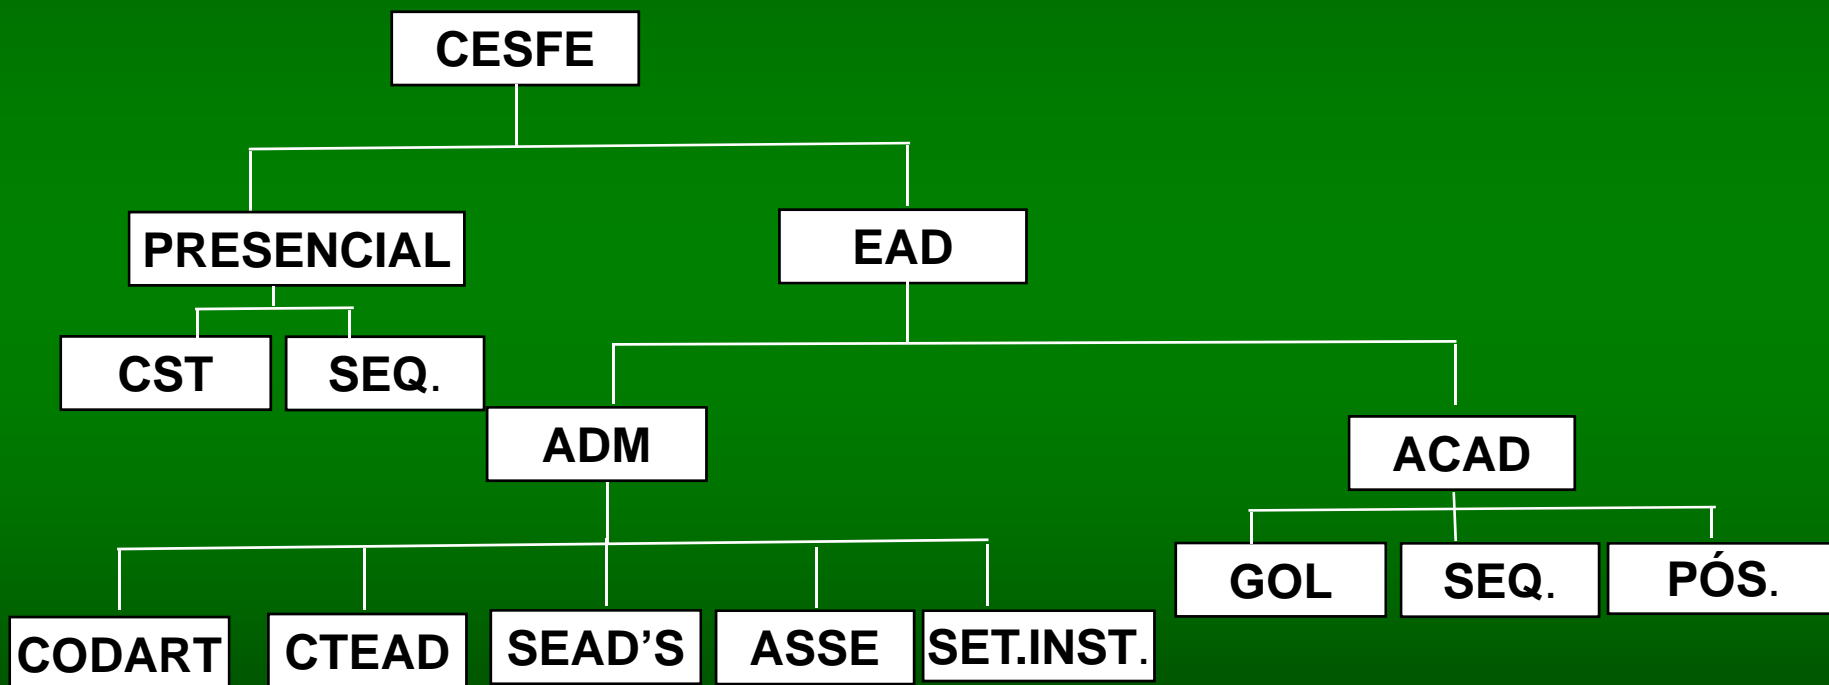 CESFE
PRESENCIAL
EAD
CST
SEQ.
ADM
ACAD
GOL
SEQ.
PÓS.
CODART
CTEAD
SEAD’S
ASSE
SET.INST.